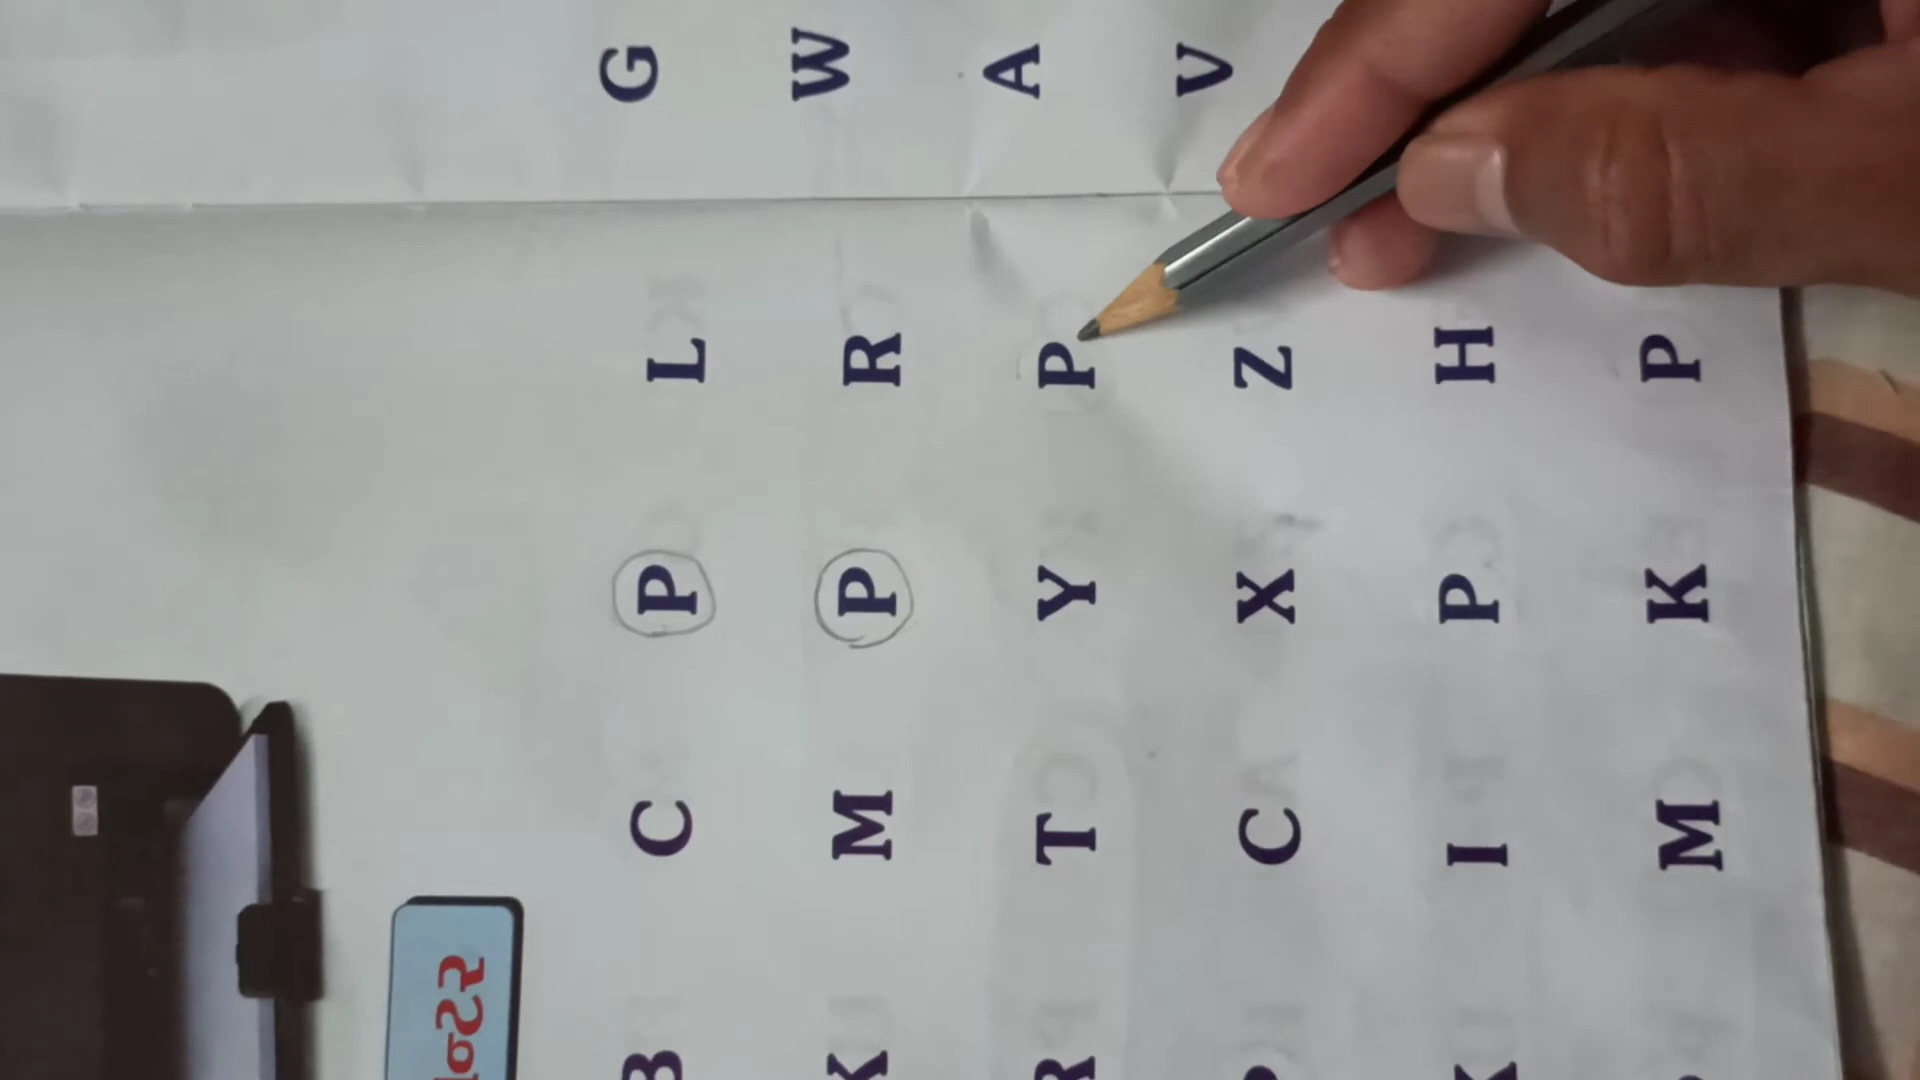 B C P L G
K M P R W
R T Y P A
C X Z V
I P H
M K P